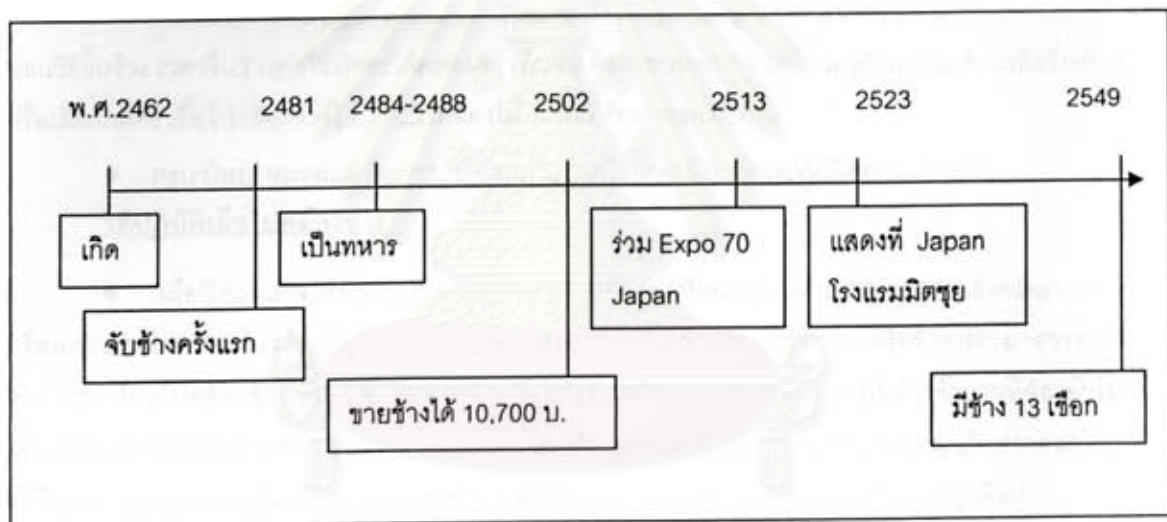 พ.ศ.2462 2481 2484-2488 2502 2513 2523 2549
เกิด
เป็นทหาร
ร่วม Expo 70
Japan
แสดงที่ Japan
โรงแรมมิตซุย
จับช้างครั้งแรก
ขายช้างได้ 10,700 บ.
มีช้าง 13 เชือก